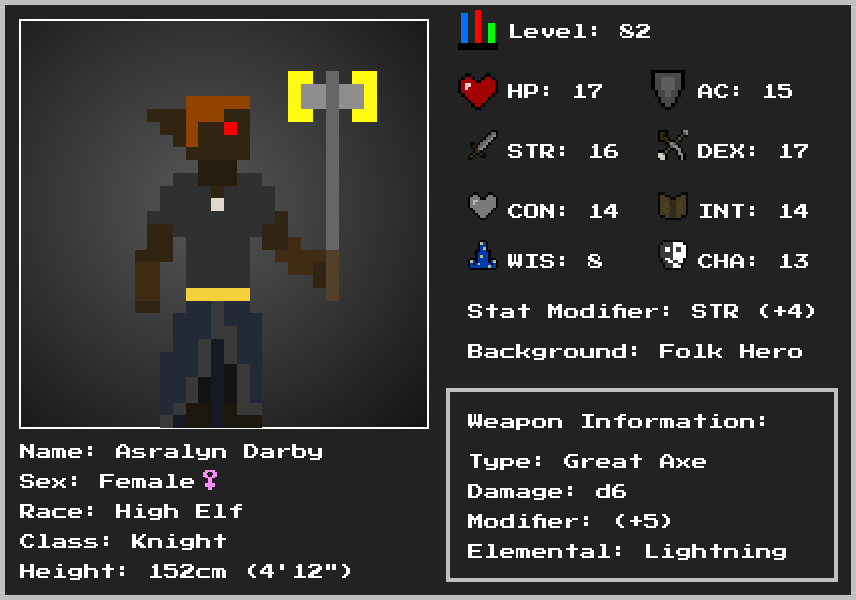 Level: 82
HP: 17
AC: 15
STR: 16
DEX: 17
CON: 14
INT: 14
WIS: 8
CHA: 13
Stat Modifier: STR (+4)
Background: Folk Hero
Weapon Information:
Type: Great Axe
Damage: d6
Modifier: (+5)
Elemental: Lightning
Name: Asralyn Darby
Sex: Female♀
Race: High Elf
Class: Knight
Height: 152cm (4'12")